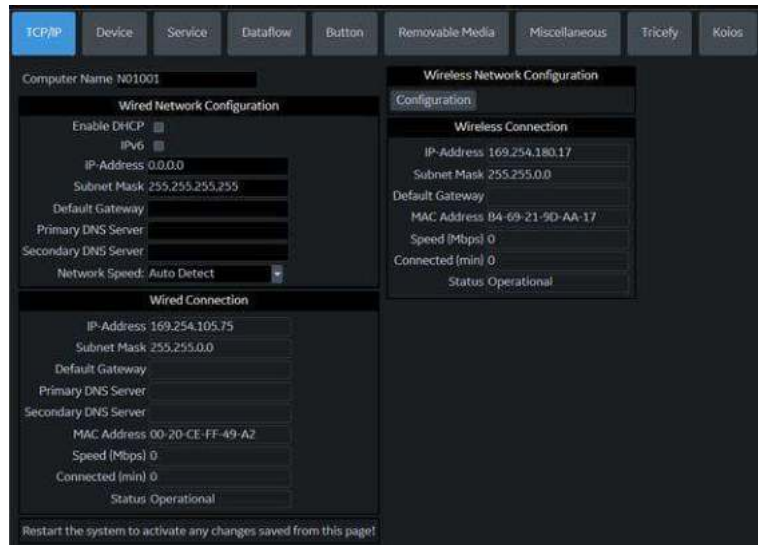 TCP/IP Device Service Dataflow Button Removable Media Miscellaneous Tricefy Koios
Computer Name N01001
Wired Network Configuration
Enable DHCP
IPv6
IP-Address 0.0.0.0
Subnet Mask 255.255.255.255
Default Gateway
Primary DNS Server
Secondary DNS Server
Network Speed: Auto Detect
Wired Connection
IP-Address 169.254.105.75
Subnet Mask 255.255.0.0
Default Gateway
Primary DNS Server
Secondary DNS Server
MAC Address 00-20-CE-FF-49-A2
Speed (Mbps) 0
Connected (min) 0
Status Operational
Restart the system to activate any changes saved from this page!
Wireless Network Configuration
Configuration
Wireless Connection
IP-Address 169.254.180.17
Subnet Mask 255.255.0.0
Default Gateway
MAC Address B4-69-21-9D-AA-17
Speed (Mbps) 0
Connected (min) 0
Status Operational